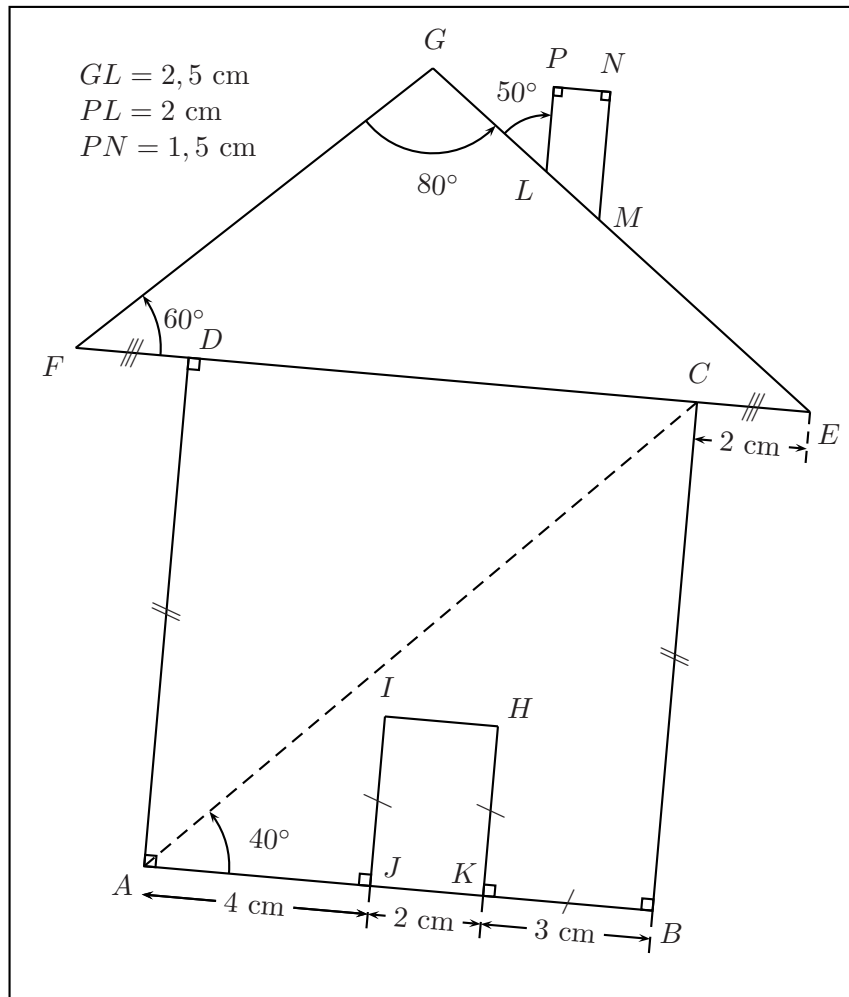 GL = 2,5 cm
PL = 2 cm
PN = 1,5 cm
G
P
N
50°
80°
L
M
60°
D
F
C
E
2 cm
I
H
40°
J
K
A
4 cm
2 cm
3 cm
B